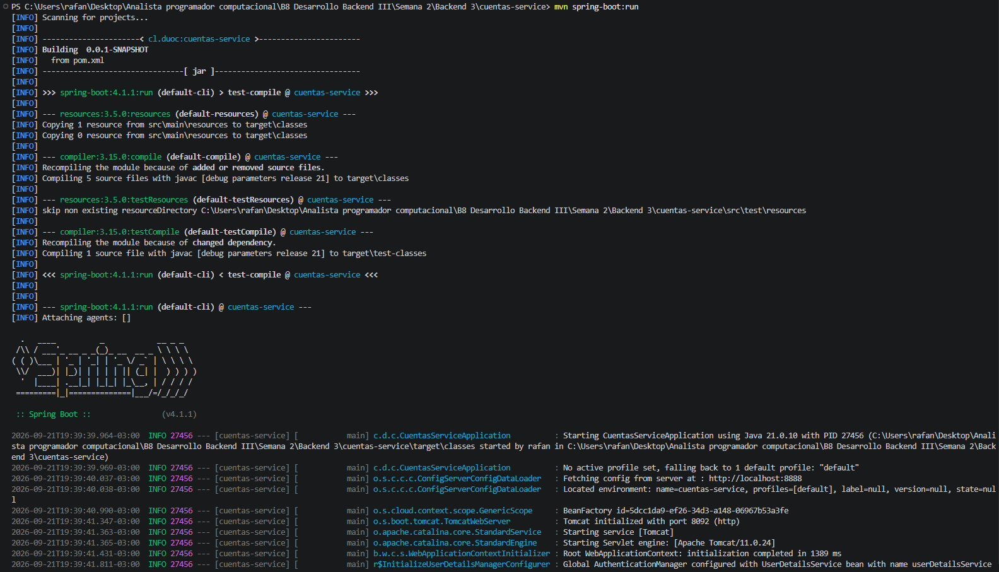 PS C:\Users\rafan\Desktop\Analista programador computacional\B8 Desarrollo Backend III\Semana 2\Backend 3\cuentas-service> mvn spring-boot:run
[INFO] Scanning for projects...
[INFO]
[INFO] ----------------------< cl.duoc:cuentas-service >-----------------------
[INFO] Building  0.0.1-SNAPSHOT
[INFO]   from pom.xml
[INFO] --------------------------------[ jar ]---------------------------------
[INFO]
[INFO] >>> spring-boot:4.1.1:run (default-cli) > test-compile @ cuentas-service >>>
[INFO]
[INFO] --- resources:3.5.0:resources (default-resources) @ cuentas-service ---
[INFO] Copying 1 resource from src\main\resources to target\classes
[INFO] Copying 0 resource from src\main\resources to target\classes
[INFO]
[INFO] --- compiler:3.15.0:compile (default-compile) @ cuentas-service ---
[INFO] Recompiling the module because of added or removed source files.
[INFO] Compiling 5 source files with javac [debug parameters release 21] to target\classes
[INFO]
[INFO] --- resources:3.5.0:testResources (default-testResources) @ cuentas-service ---
[INFO] skip non existing resourceDirectory C:\Users\rafan\Desktop\Analista programador computacional\B8 Desarrollo Backend III\Semana 2\Backend 3\cuentas-service\src\test\resources
[INFO]
[INFO] --- compiler:3.15.0:testCompile (default-testCompile) @ cuentas-service ---
[INFO] Recompiling the module because of changed dependency.
[INFO] Compiling 1 source file with javac [debug parameters release 21] to target\test-classes
[INFO]
[INFO] <<< spring-boot:4.1.1:run (default-cli) < test-compile @ cuentas-service <<<
[INFO]
[INFO]
[INFO] --- spring-boot:4.1.1:run (default-cli) @ cuentas-service ---
[INFO] Attaching agents: []
  .   ____          _            __ _ _
 /\\ / ___'_ __ _ _(_)_ __  __ _ \ \ \ \
( ( )\___ | '_ | '_| | '_ \/ _` | \ \ \ \
 \\/  ___)| |_)| | | | | || (_| |  ) ) ) )
  '  |____| .__|_| |_|_| |_\__, | / / / /
 =========|_|==============|___/=/_/_/_/
 :: Spring Boot ::                (v4.1.1)
2026-09-21T19:39:39.964-03:00  INFO 27456 --- [cuentas-service] [           main] c.d.c.CuentasServiceApplication          : Starting CuentasServiceApplication using Java 21.0.10 with PID 27456 (C:\Users\rafan\Desktop\Anali
sta programador computacional\B8 Desarrollo Backend III\Semana 2\Backend 3\cuentas-service\target\classes started by rafan in C:\Users\rafan\Desktop\Analista programador computacional\B8 Desarrollo Backend III\Semana 2\Back
end 3\cuentas-service)
2026-09-21T19:39:39.969-03:00  INFO 27456 --- [cuentas-service] [           main] c.d.c.CuentasServiceApplication          : No active profile set, falling back to 1 default profile: "default"
2026-09-21T19:39:40.037-03:00  INFO 27456 --- [cuentas-service] [           main] o.s.c.c.c.ConfigServerConfigDataLoader   : Fetching config from server at : http://localhost:8888
2026-09-21T19:39:40.038-03:00  INFO 27456 --- [cuentas-service] [           main] o.s.c.c.c.ConfigServerConfigDataLoader   : Located environment: name=cuentas-service, profiles=[default], label=null, version=null, state=nul
l
2026-09-21T19:39:40.990-03:00  INFO 27456 --- [cuentas-service] [           main] o.s.cloud.context.scope.GenericScope     : BeanFactory id=5dcc1da9-ef26-34d3-a148-06967b53a3fe
2026-09-21T19:39:41.347-03:00  INFO 27456 --- [cuentas-service] [           main] o.s.boot.tomcat.TomcatWebServer          : Tomcat initialized with port 8092 (http)
2026-09-21T19:39:41.363-03:00  INFO 27456 --- [cuentas-service] [           main] o.apache.catalina.core.StandardService   : Starting service [Tomcat]
2026-09-21T19:39:41.365-03:00  INFO 27456 --- [cuentas-service] [           main] o.apache.catalina.core.StandardEngine    : Starting Servlet engine: [Apache Tomcat/11.0.24]
2026-09-21T19:39:41.431-03:00  INFO 27456 --- [cuentas-service] [           main] b.w.c.s.WebApplicationContextInitializer : Root WebApplicationContext: initialization completed in 1389 ms
2026-09-21T19:39:41.811-03:00  INFO 27456 --- [cuentas-service] [           main] r$InitializeUserDetailsManagerConfigurer : Global AuthenticationManager configured with UserDetailsService bean with name userDetailsService